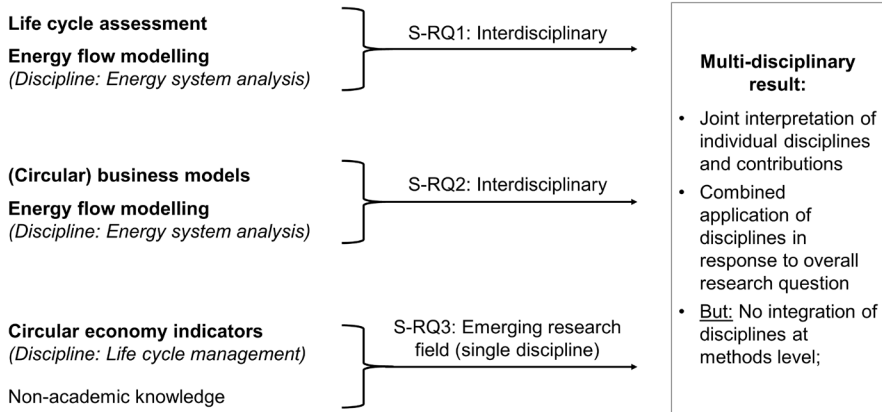 Life cycle assessment
Energy flow modelling
(Discipline: Energy system analysis)
S-RQ1: Interdisciplinary
(Circular) business models
Energy flow modelling
(Discipline: Energy system analysis)
S-RQ2: Interdisciplinary
Circular economy indicators
(Discipline: Life cycle management)
Non-academic knowledge
S-RQ3: Emerging research
field (single discipline)
Multi-disciplinary
result:
• Joint interpretation of
individual disciplines
and contributions
• Combined
application of
disciplines in
response to overall
research question
• But: No integration of
disciplines at
methods level;